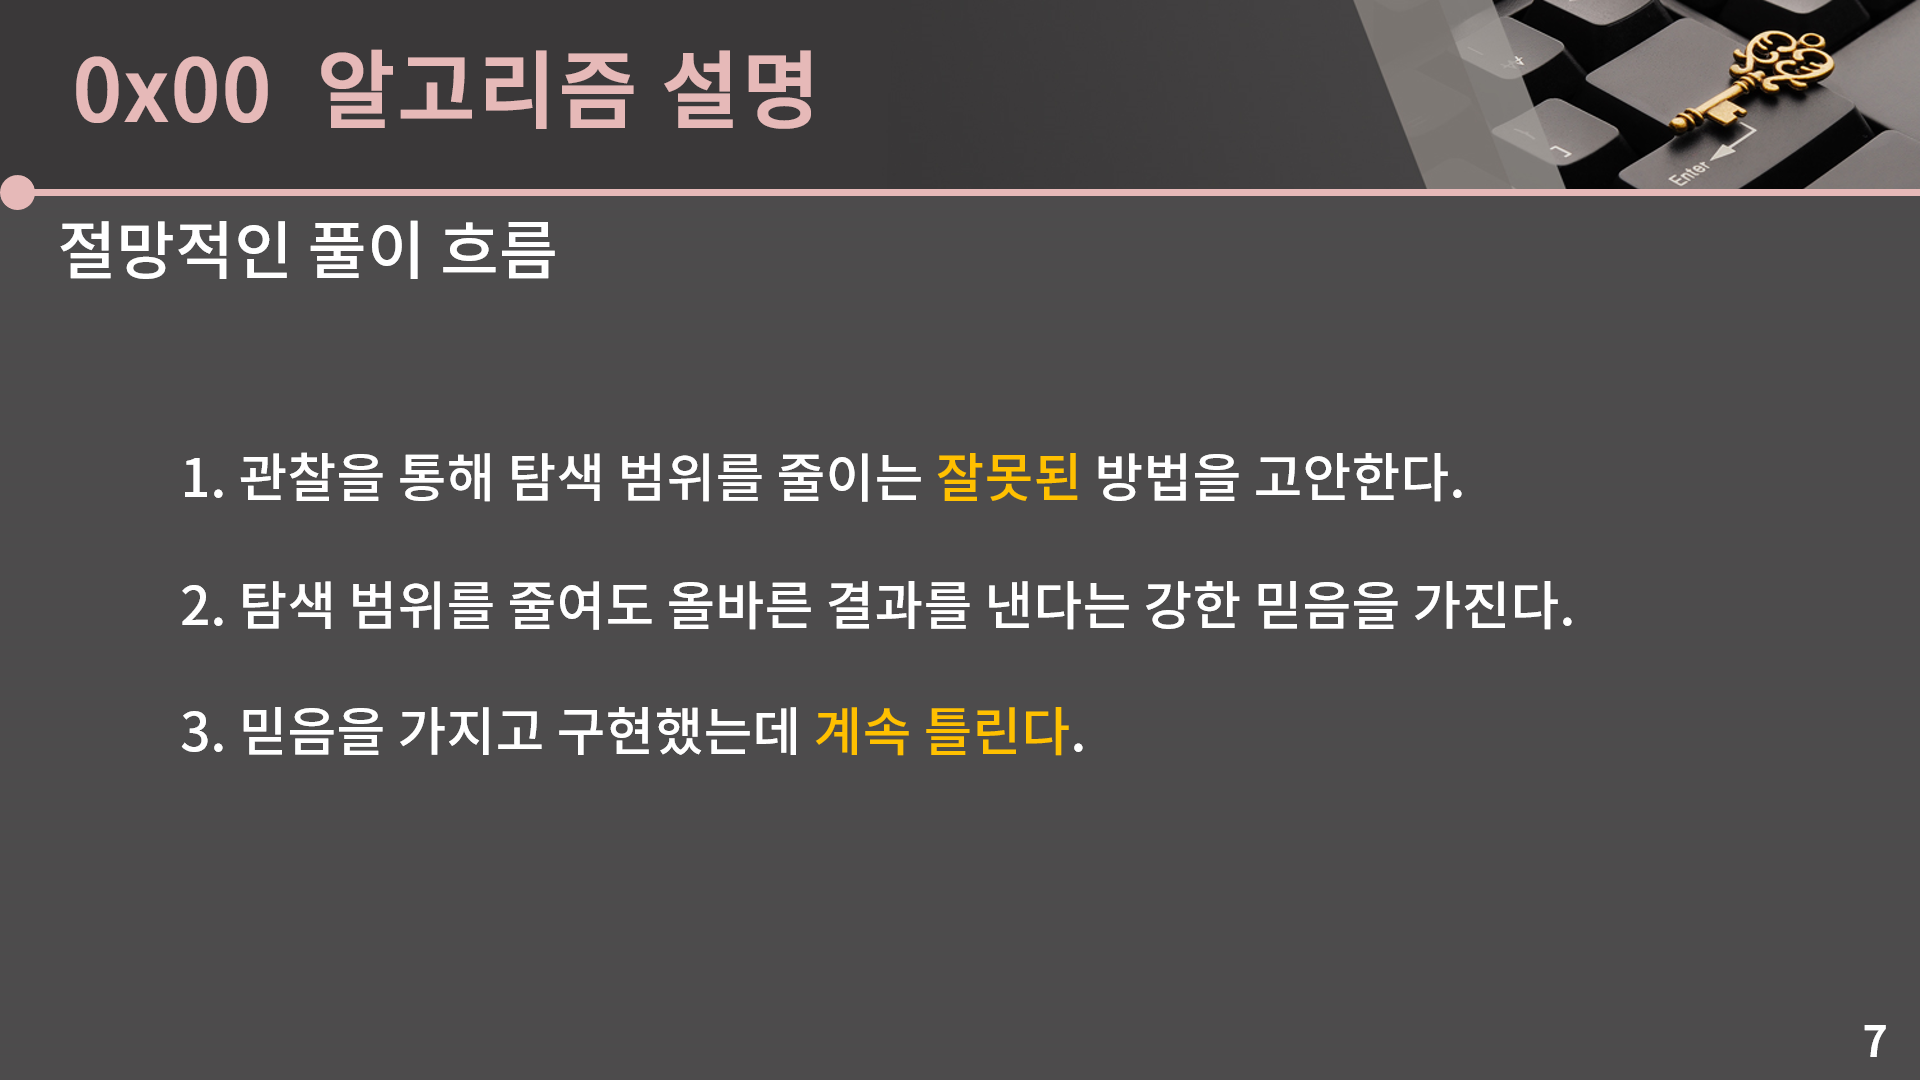 0x00 알고리즘 설명
Enter
절망적인 풀이 흐름
1. 관찰을 통해 탐색 범위를 줄이는 잘못된 방법을 고안한다.
2. 탐색 범위를 줄여도 올바른 결과를 낸다는 강한 믿음을 가진다.
3. 믿음을 가지고 구현했는데 계속 틀린다.
7